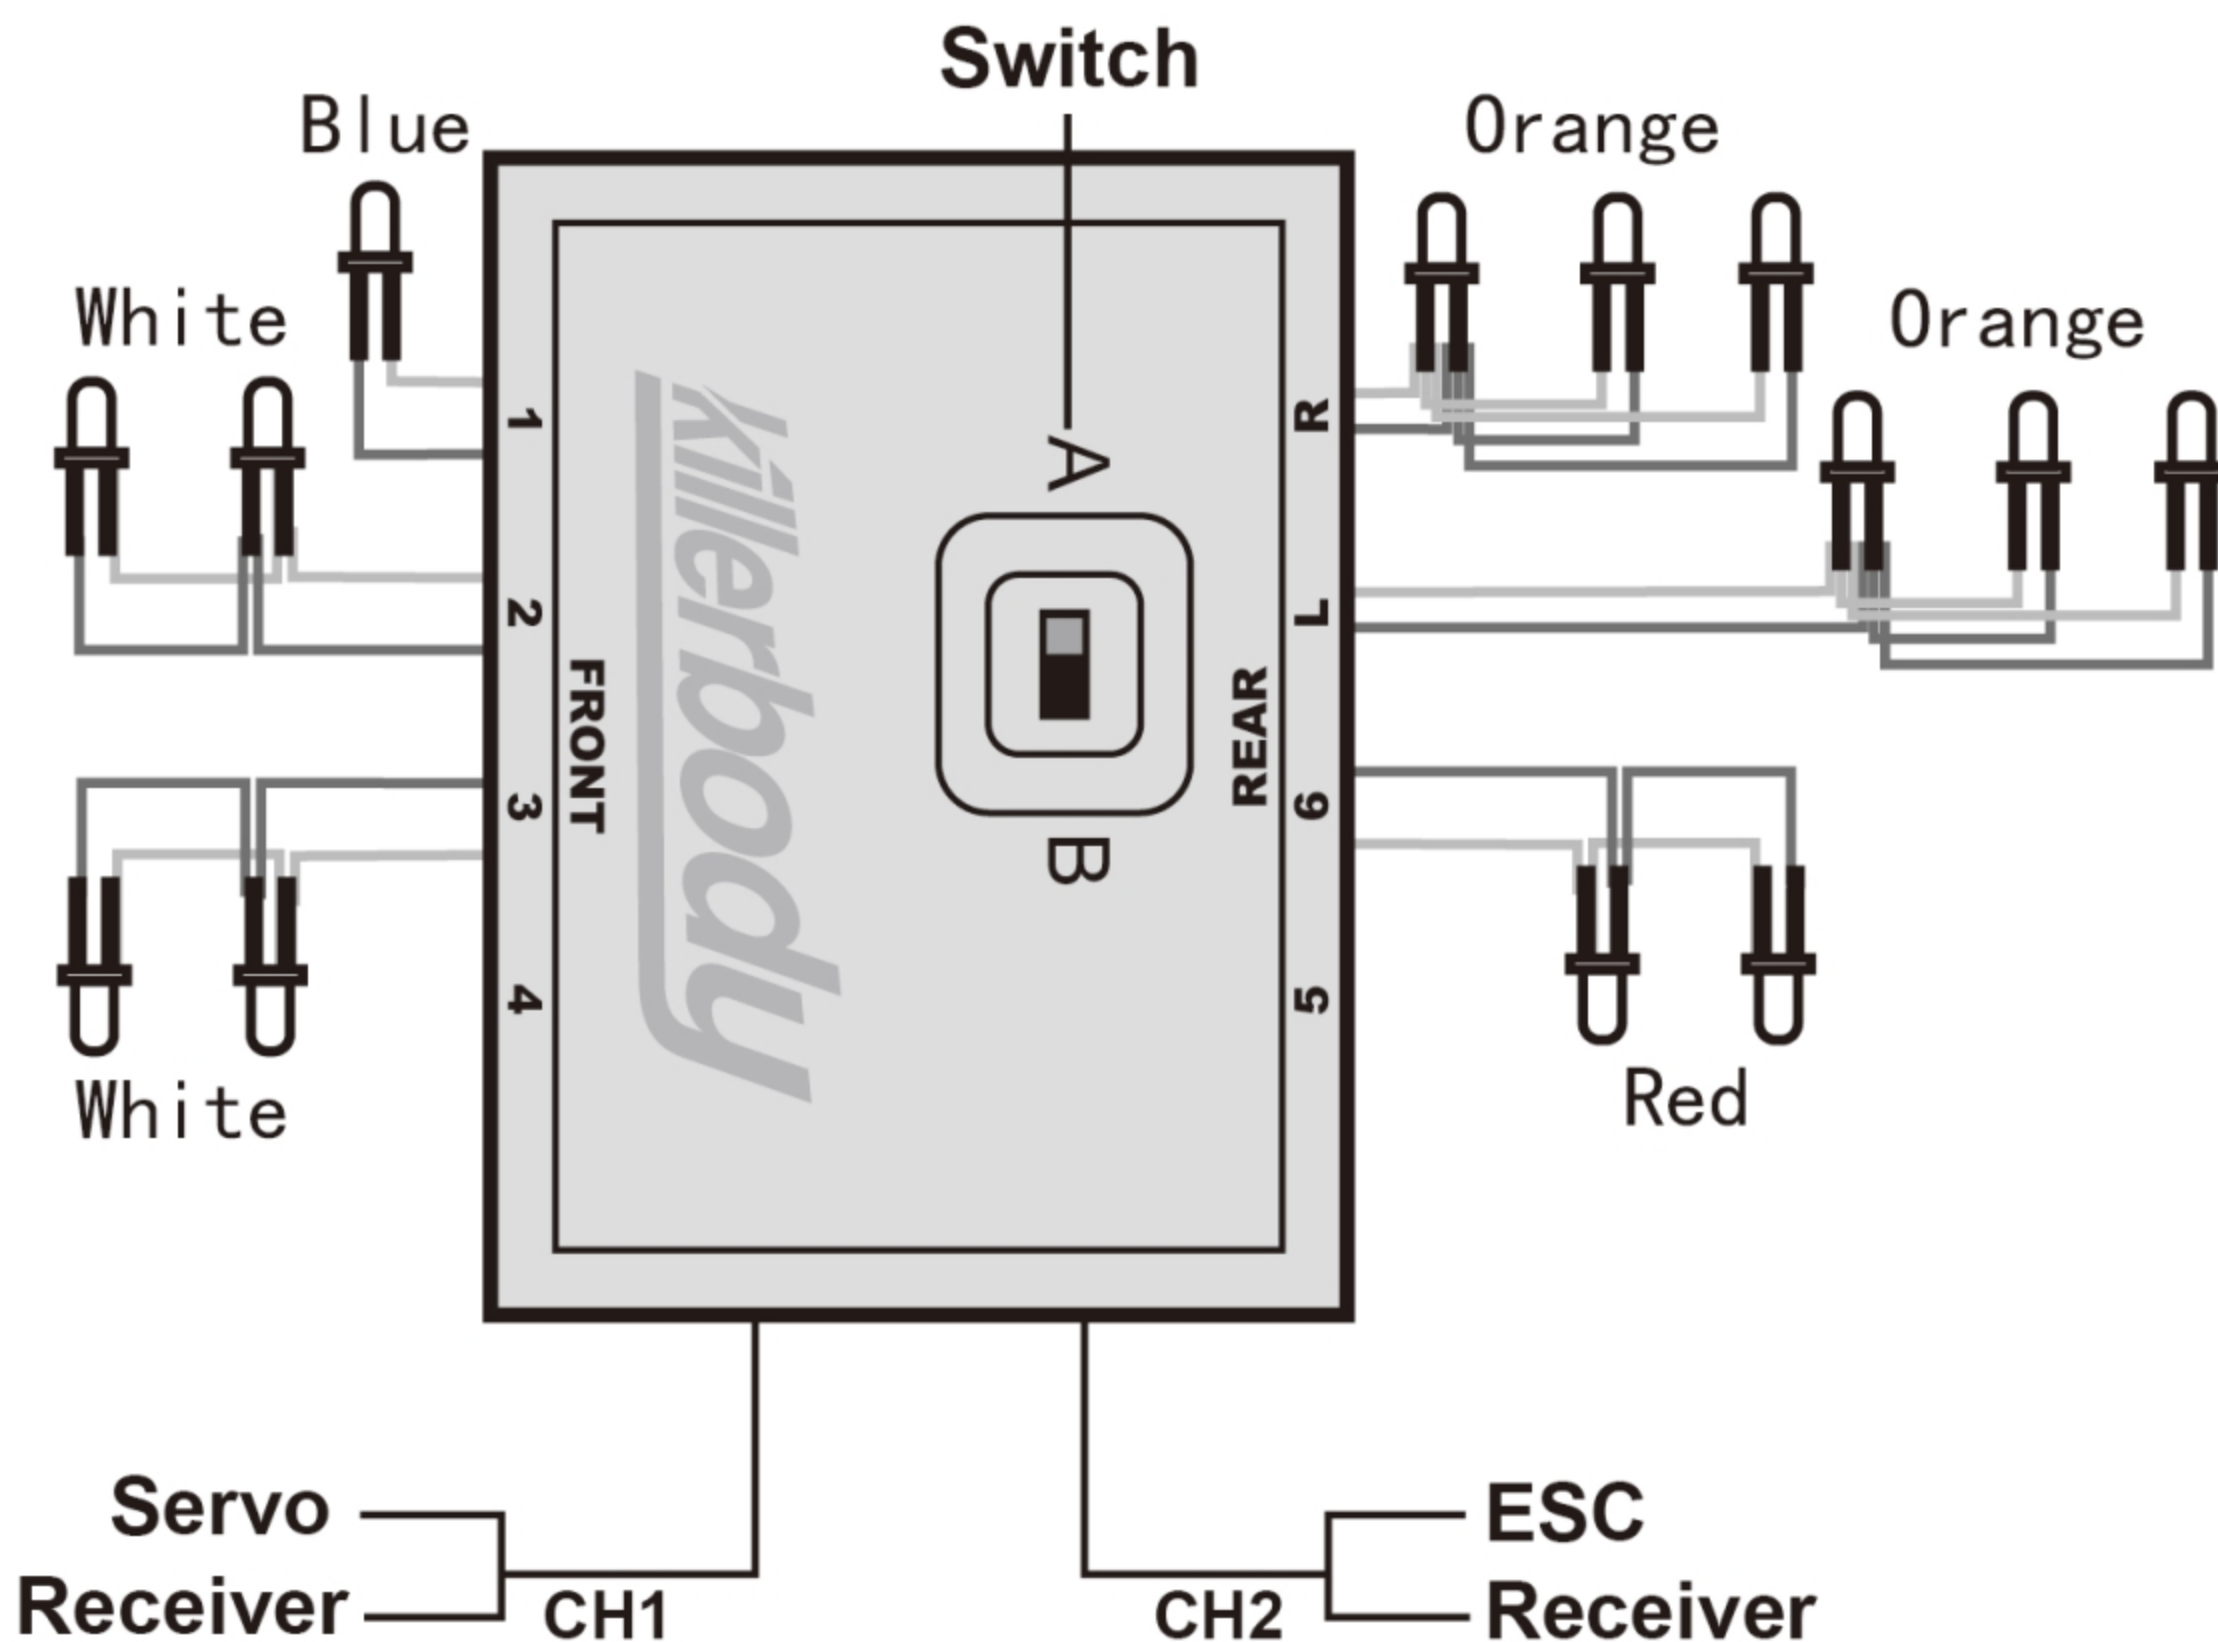 Switch
Blue
Orange
White
Orange
1
R
A
2
L
FRONT
Killerbody
REAR
3
6
B
4
5
White
Red
Servo
ESC
Receiver
CH1
CH2
Receiver